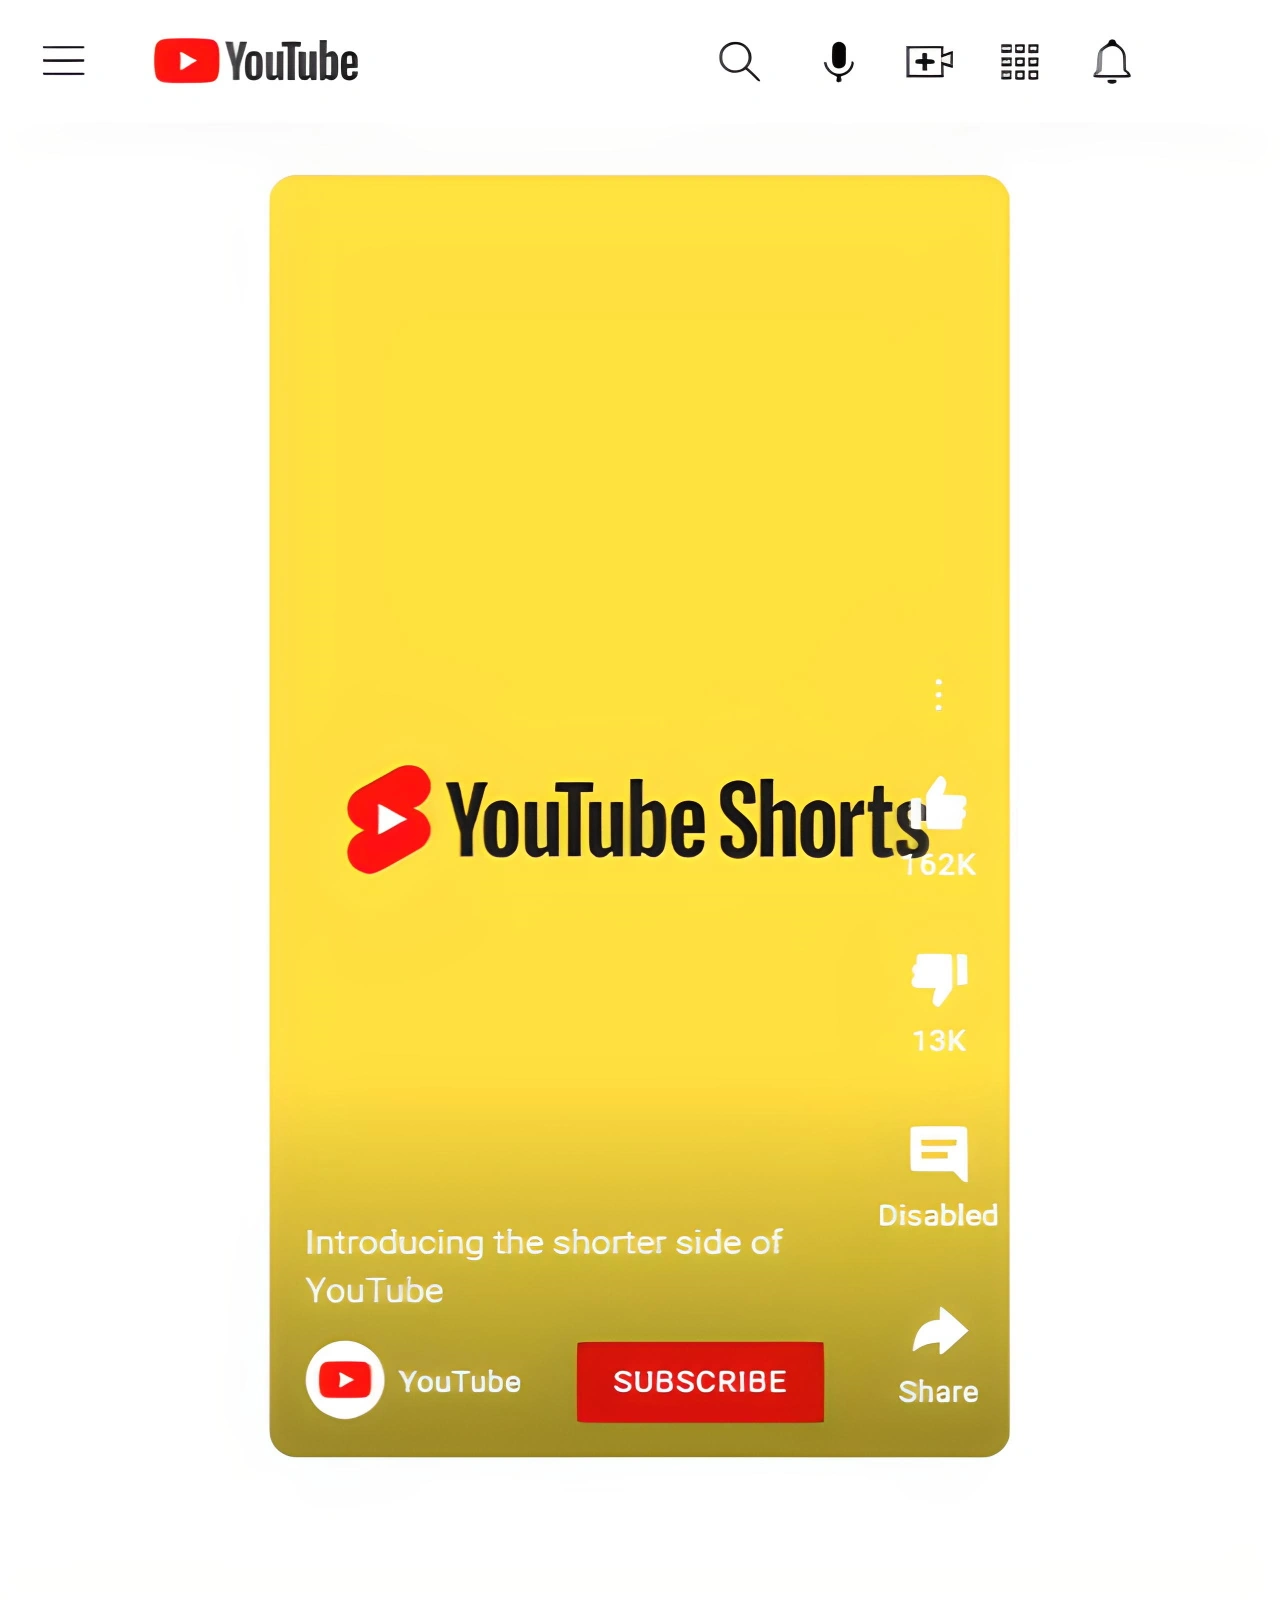 YouTube
YouTube Shorts
162K
13K
Disabled
Introducing the shorter side of
YouTube
YouTube
SUBSCRIBE
Share